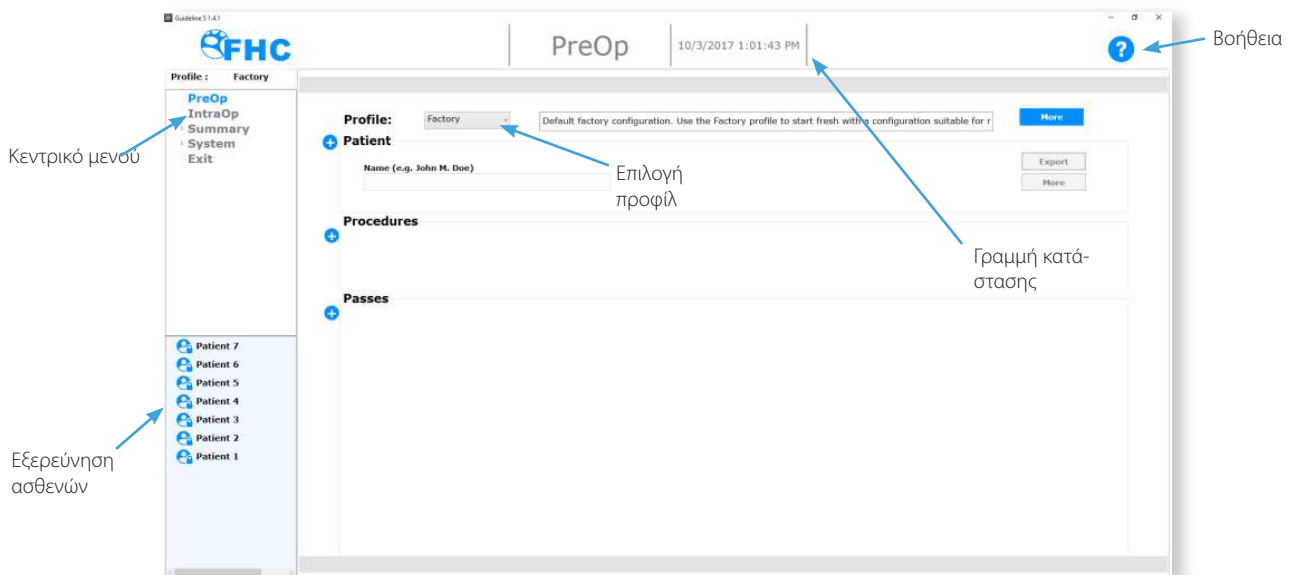 Guideline 5 1.4.1
FHC
PreOp
10/3/2017 1:01:43 PM
?
Βοήθεια
Profile : Factory
PreOp
IntraOp
Summary
System
Exit
Κεντρικό μενού
Profile:
Factory
Default factory configuration. Use the Factory profile to start fresh with a configuration suitable for r
More
Patient
Name (e.g. John M. Doe)
Export
More
Επιλογή
προφίλ
Procedures
Γραμμή κατά-
στασης
Passes
Patient 7
Patient 6
Patient 5
Patient 4
Patient 3
Patient 2
Patient 1
Εξερεύνηση
ασθενών